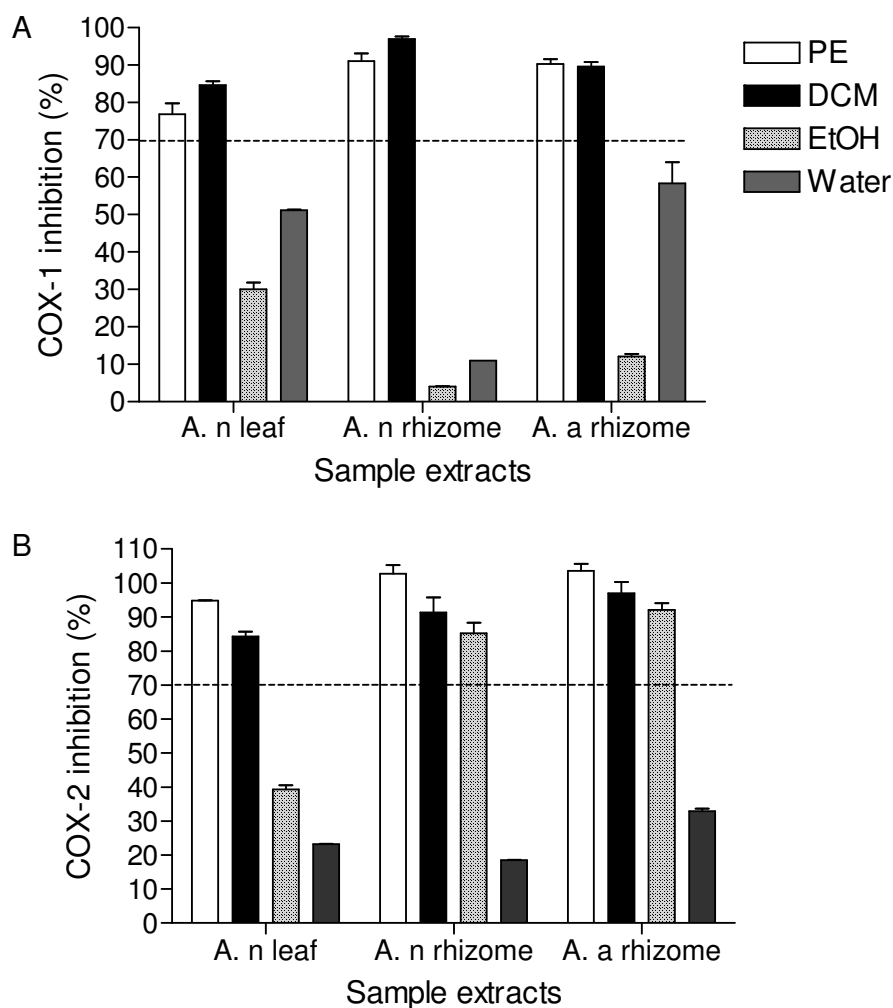 A
COX-1 inhibition (%)
100
90
80
70
60
50
40
30
20
10
0
A. n leaf
A. n rhizome
A. a rhizome
Sample extracts
PE
DCM
EtOH
Water
B
COX-2 inhibition (%)
110
100
90
80
70
60
50
40
30
20
10
0
A. n leaf
A. n rhizome
A. a rhizome
Sample extracts